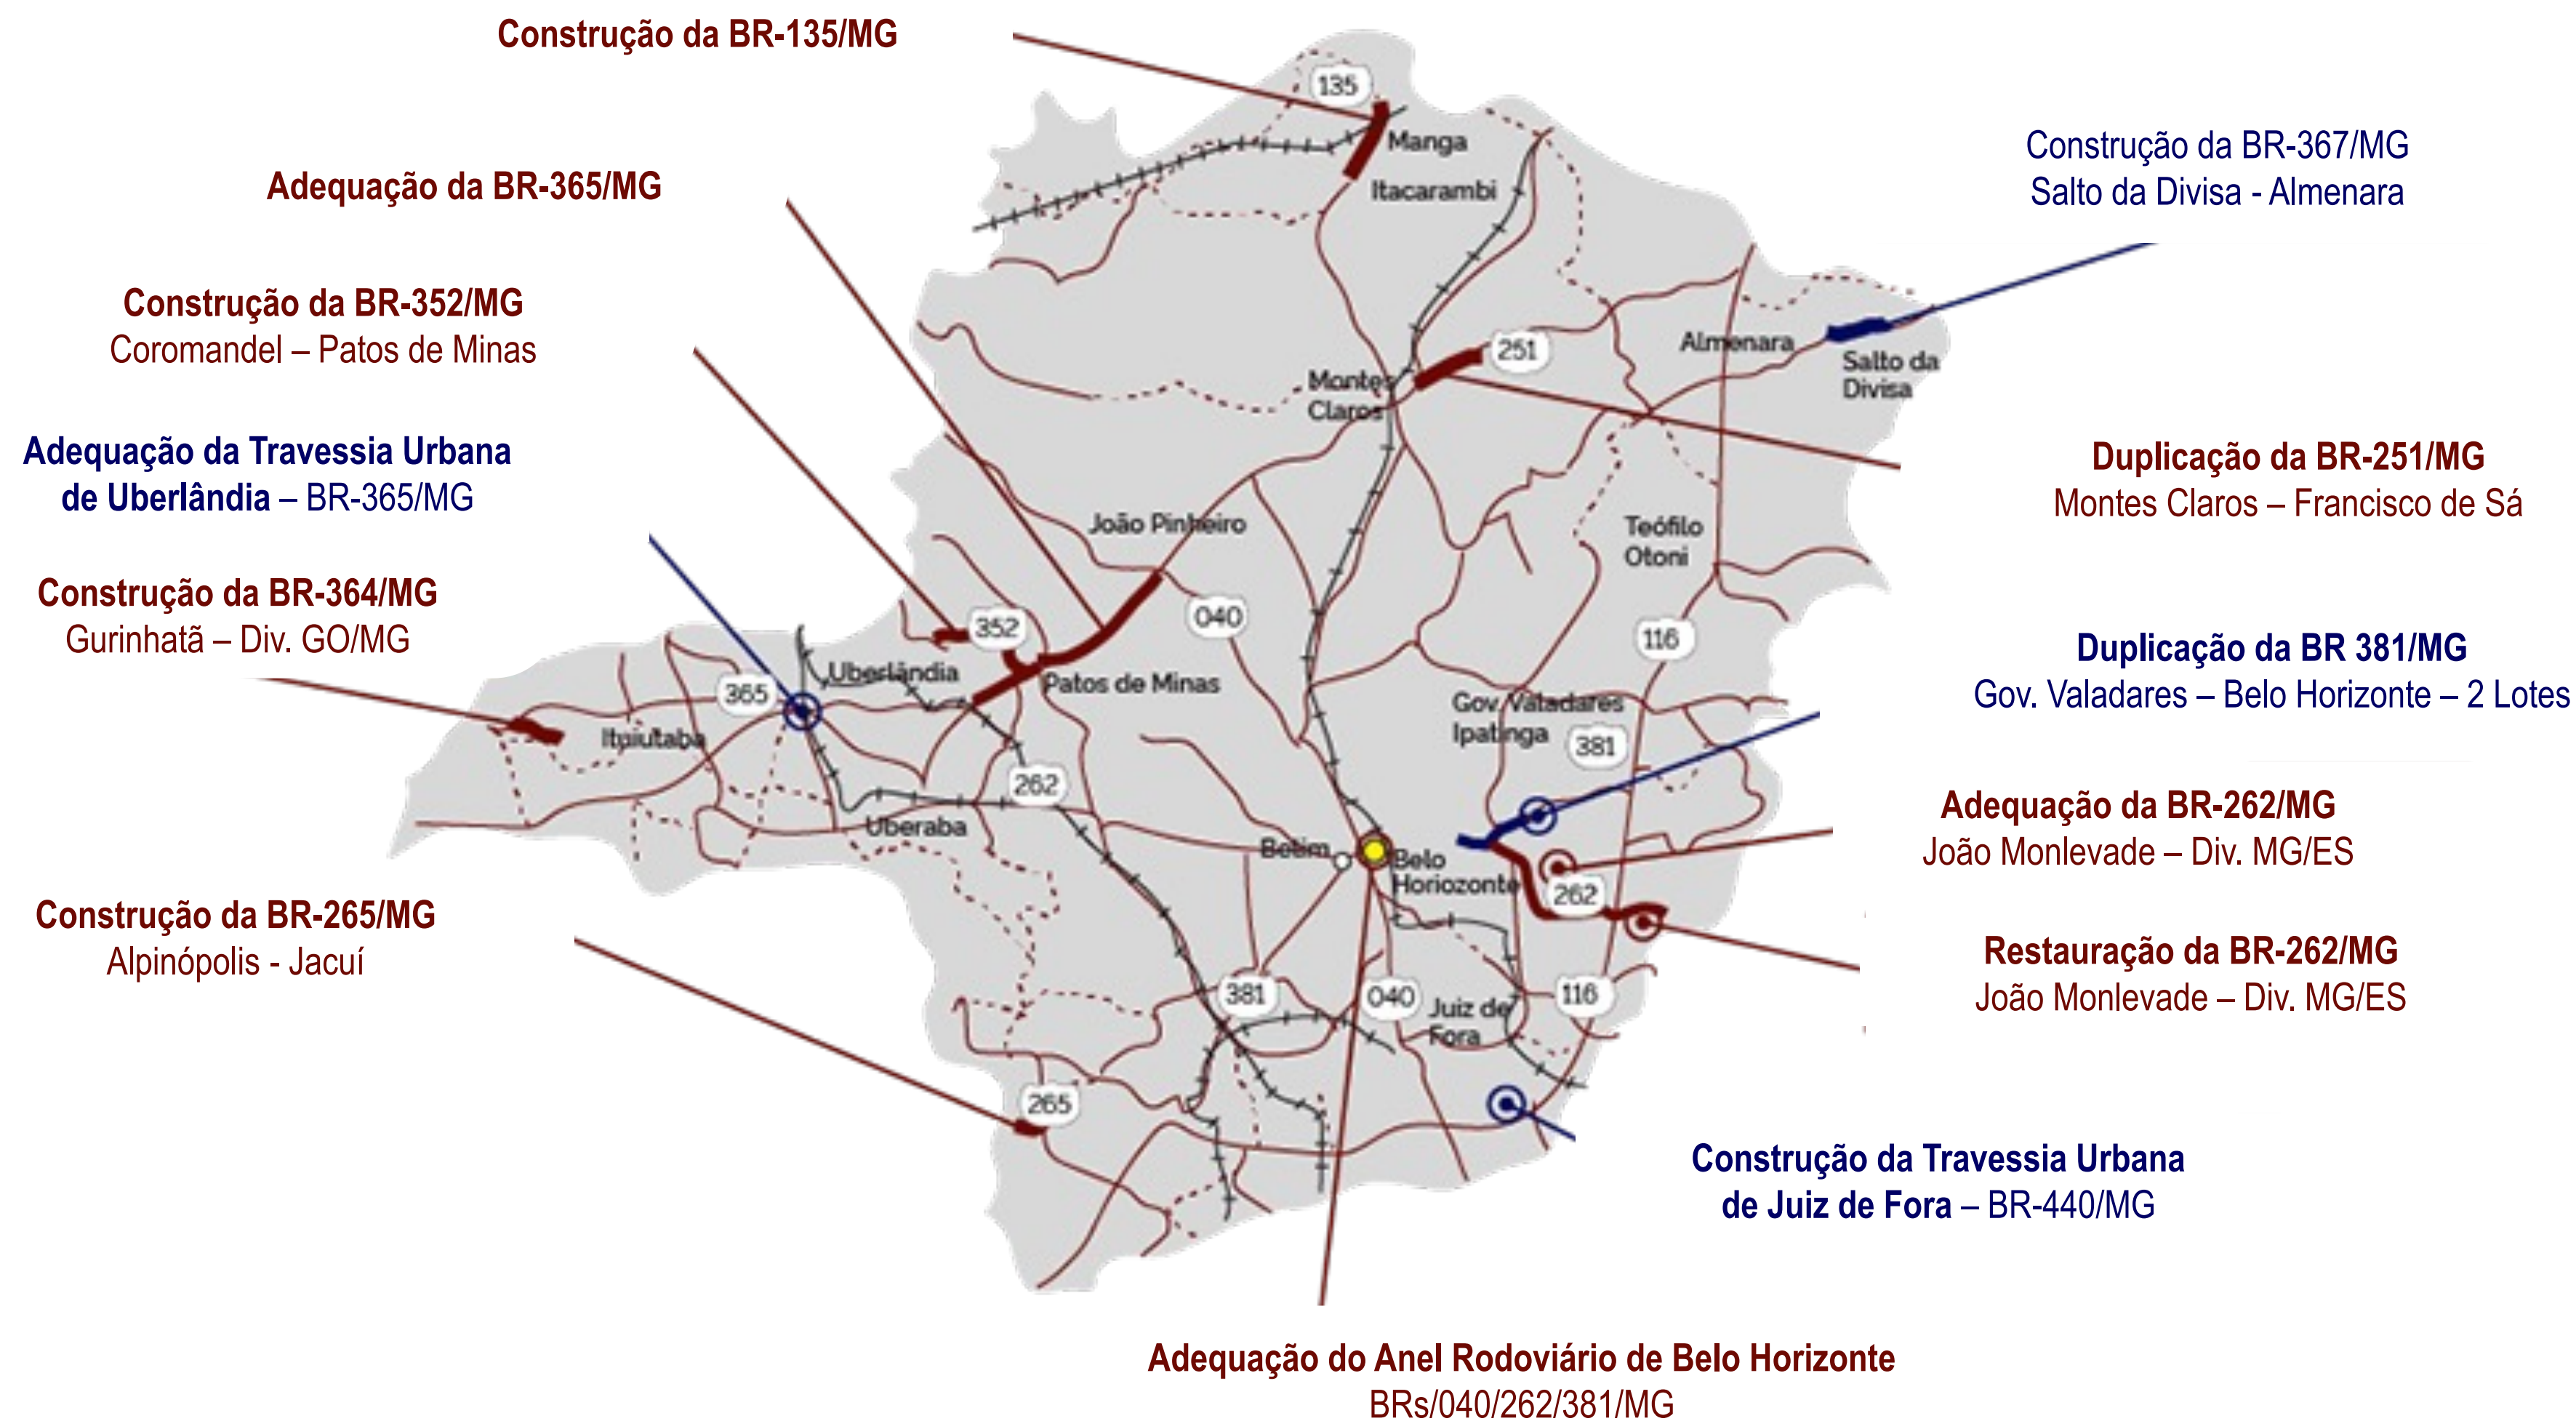 Construção da BR-135/MG
Adequação da BR-365/MG
Construção da BR-352/MG
Coromandel – Patos de Minas
Adequação da Travessia Urbana
de Uberlândia – BR-365/MG
Construção da BR-364/MG
Gurinhatã – Div. GO/MG
Construção da BR-265/MG
Alpinópolis - Jacuí
135
Manga
Itacarambi
251
Montes
Claros
Almenara
Salto da
Divisa
João Pinheiro
Teófilo
Otoni
352
040
116
Uberlândia
365
Patos de Minas
Gov. Valadares
Ipatinga
381
Ituiutaba
262
Uberaba
Betim
Belo
Horiozonte
262
381
040
Juiz de
Fora
116
265
Construção da BR-367/MG
Salto da Divisa - Almenara
Duplicação da BR-251/MG
Montes Claros – Francisco de Sá
Duplicação da BR 381/MG
Gov. Valadares – Belo Horizonte – 2 Lotes
Adequação da BR-262/MG
João Monlevade – Div. MG/ES
Restauração da BR-262/MG
João Monlevade – Div. MG/ES
Construção da Travessia Urbana
de Juiz de Fora – BR-440/MG
Adequação do Anel Rodoviário de Belo Horizonte
BRs/040/262/381/MG